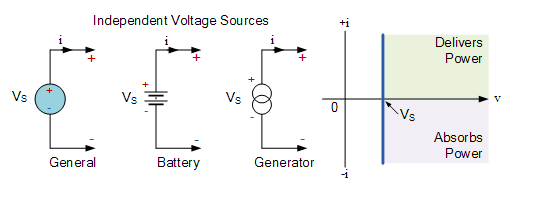 Independent Voltage Sources
i
+
Vs
+
-
-
General
i
+
Vs
+
-
-
Battery
i
+
Vs
+
-
-
Generator
+i
Delivers
Power
0
v
Vs
Absorbs
Power
-i